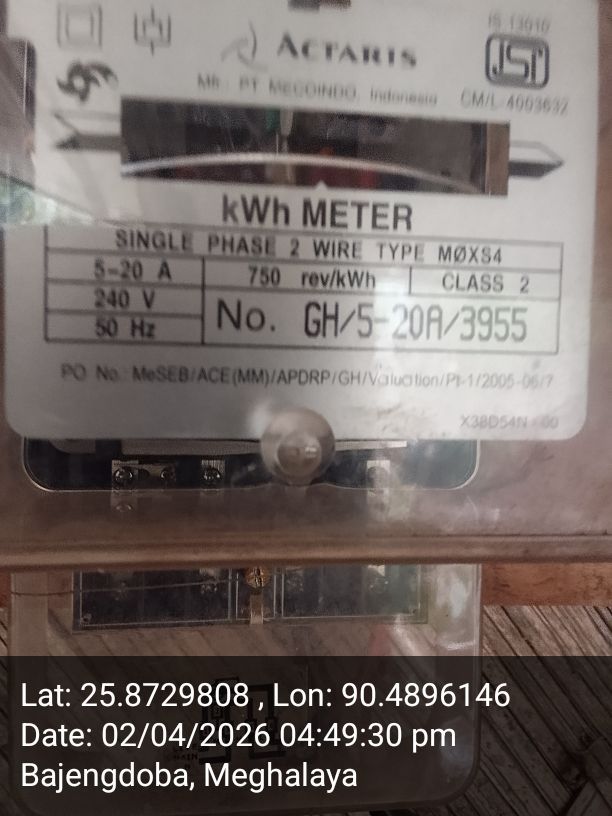 IS 13010
ACTARIS
ISI
Mfr.: PT MECOINDO, Indonesia
CM/L-4003632
kWh METER
SINGLE PHASE 2 WIRE TYPE MØXS4
5-20 A
750 rev/kWh
CLASS 2
240 V
50 Hz
No. GH/5-20A/3955
PO No.: MeSEB/ACE(MM)/APDRP/GH/Valuation/Pt-1/2005-06/7
X38D54N - 00
Lat: 25.8729808 , Lon: 90.4896146
Date: 02/04/2026 04:49:30 pm
Bajengdoba, Meghalaya